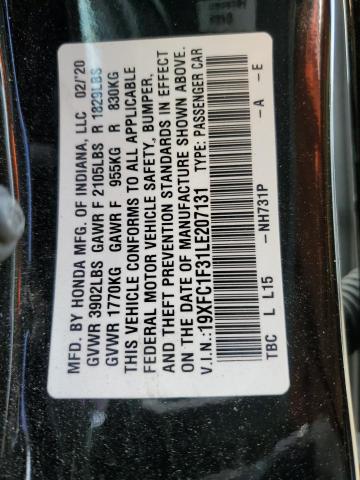 MFD. BY HONDA MFG. OF INDIANA, LLC 02/'20
GVWR 3902LBS GAWR F 2105LBS R 1829LBS
GVWR 1770KG GAWR F 955KG R 830KG
THIS VEHICLE CONFORMS TO ALL APPLICABLE
FEDERAL MOTOR VEHICLE SAFETY, BUMPER,
AND THEFT PREVENTION STANDARDS IN EFFECT
ON THE DATE OF MANUFACTURE SHOWN ABOVE.
V.I.N.:19XFC1F31LE207131 TYPE: PASSENGER CAR
TBC L L15 -NH731P -A -E